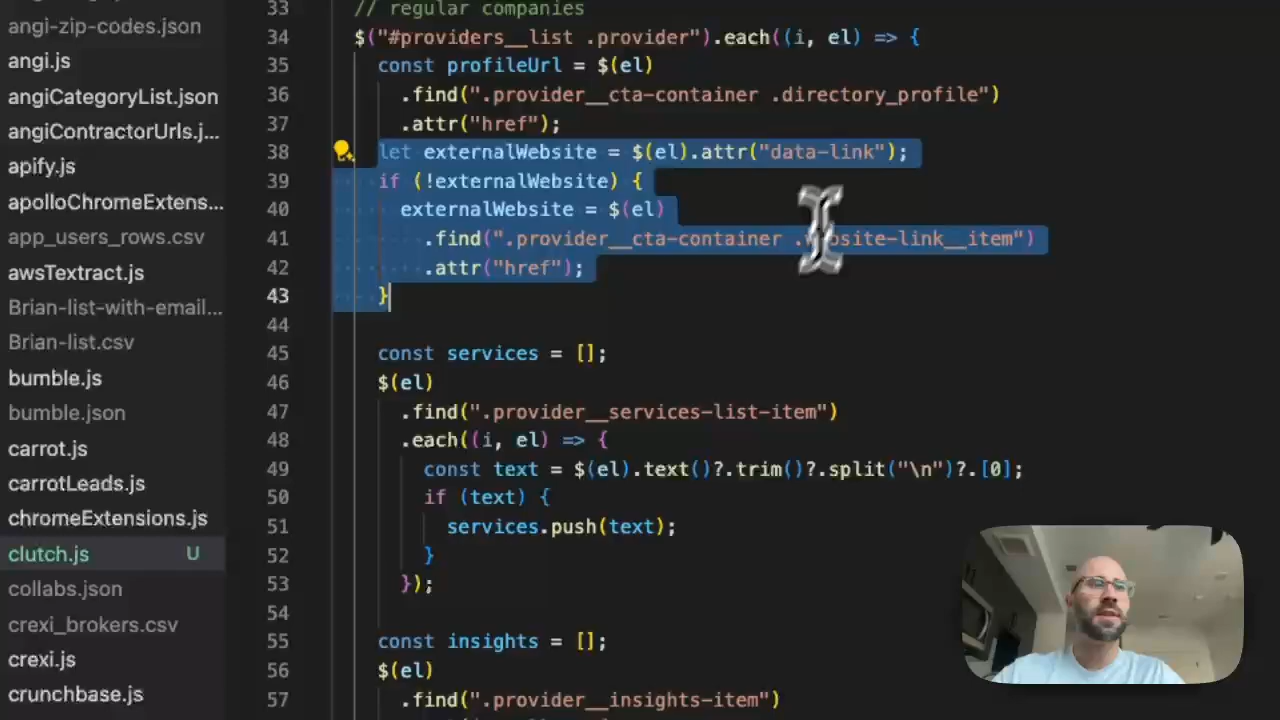 angi-zip-codes.json
angi.js
angiCategoryList.json
angiContractorUrls.j...
apify.js
apolloChromeExtens...
app_users_rows.csv
awsTextract.js
Brian-list-with-email...
Brian-list.csv
bumble.js
bumble.json
carrot.js
carrotLeads.js
chromeExtensions.js
clutch.js U
collabs.json
crexi_brokers.csv
crexi.js
crunchbase.js
33 // regular companies
34 $("#providers__list .provider").each((i, el) => {
35 const profileUrl = $(el)
36 .find(".provider__cta-container .directory_profile")
37 .attr("href");
38 let externalWebsite = $(el).attr("data-link");
39 if (!externalWebsite) {
40 externalWebsite = $(el)
41 .find(".provider__cta-container .website-link__item")
42 .attr("href");
43 }
44
45 const services = [];
46 $(el)
47 .find(".provider__services-list-item")
48 .each((i, el) => {
49 const text = $(el).text()?.trim()?.split("\n")?.[0];
50 if (text) {
51 services.push(text);
52 }
53 });
54
55 const insights = [];
56 $(el)
57 .find(".provider__insights-item")